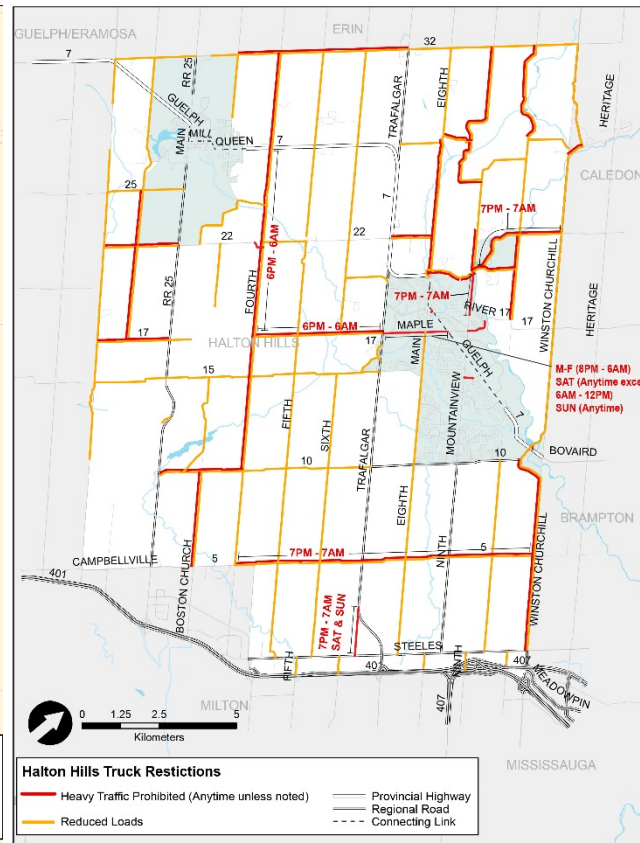 GUELPH/ERAMOSA
ERIN
7
32
RR 25
GUELPH
TRAFALGAR
EIGHTH
HERITAGE
MAIN
MILL
QUEEN
7
CALEDON
7
25
7PM - 7AM
22
22
6PM - 6AM
RR 25
FOURTH
7PM - 7AM
RIVER
17
WINSTON CHURCHILL
HERITAGE
6PM - 6AM
MAPLE
17
17
HALTON HILLS
17
MAIN
GUELPH
15
M-F (8PM - 6AM)
SAT (Anytime exce
6AM - 12PM)
SUN (Anytime)
FIFTH
SIXTH
MOUNTAINVIEW
7
TRAFALGAR
BOVAIRD
10
10
EIGHTH
BRAMPTON
NINTH
CAMPBELLVILLE
5
7PM - 7AM
5
401
BOSTON CHURCH
WINSTON CHURCHILL
7PM - 7AM
SAT & SUN
STEELES
FIFTH
401
NINTH
407
MEADOWPIN
407
MILTON
0 1.25 2.5 5
Kilometers
MISSISSAUGA
Halton Hills Truck Restictions
Heavy Traffic Prohibited (Anytime unless noted)
Provincial Highway
Regional Road
Reduced Loads
Connecting Link